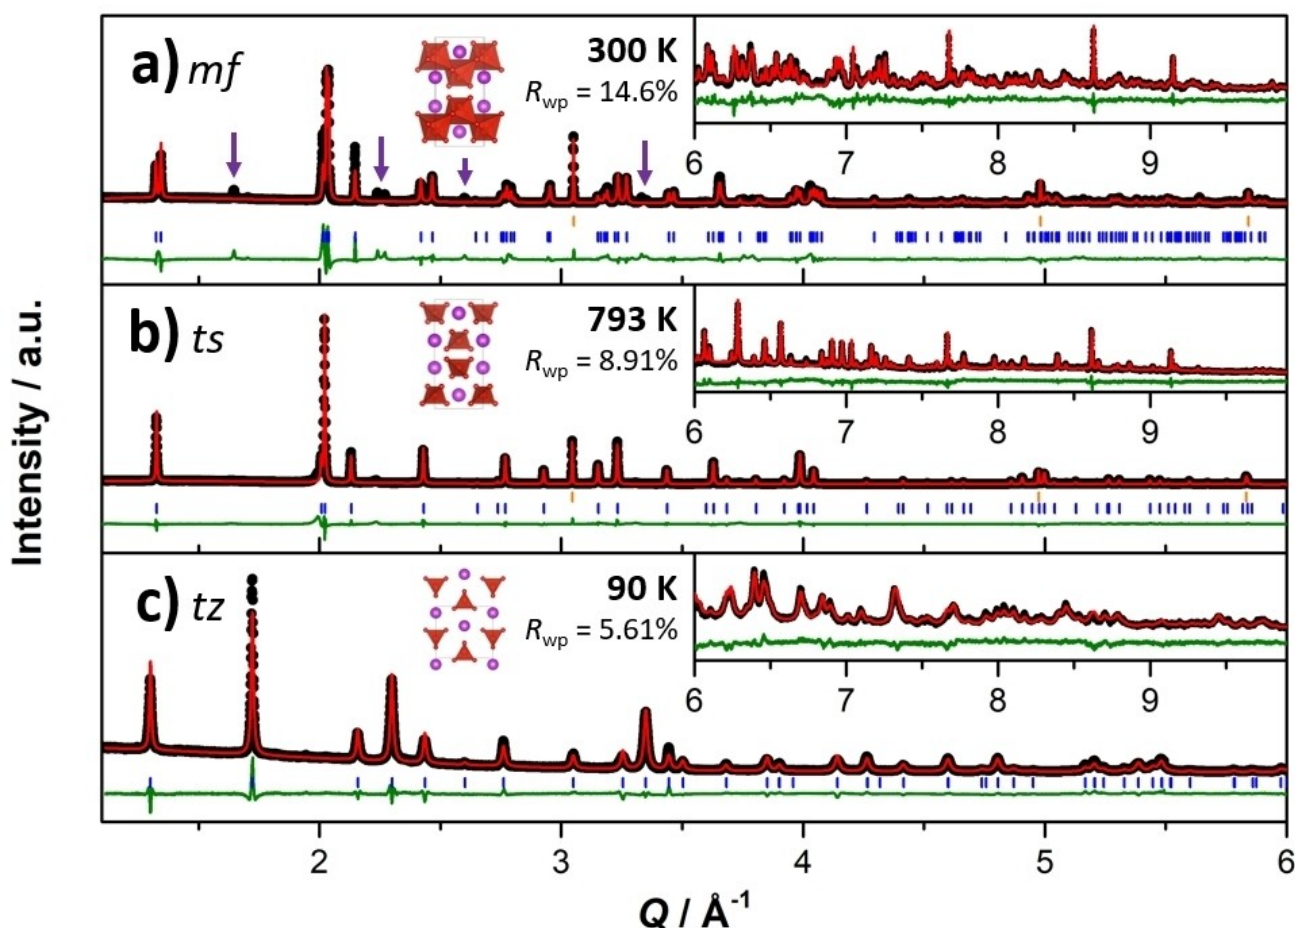 a) mf
300 K
Rwp = 14.6%
6 7 8 9
b) ts
793 K
Rwp = 8.91%
6 7 8 9
c) tz
90 K
Rwp = 5.61%
6 7 8 9
Intensity / a.u.
2 3 4 5 6
Q / Å-1